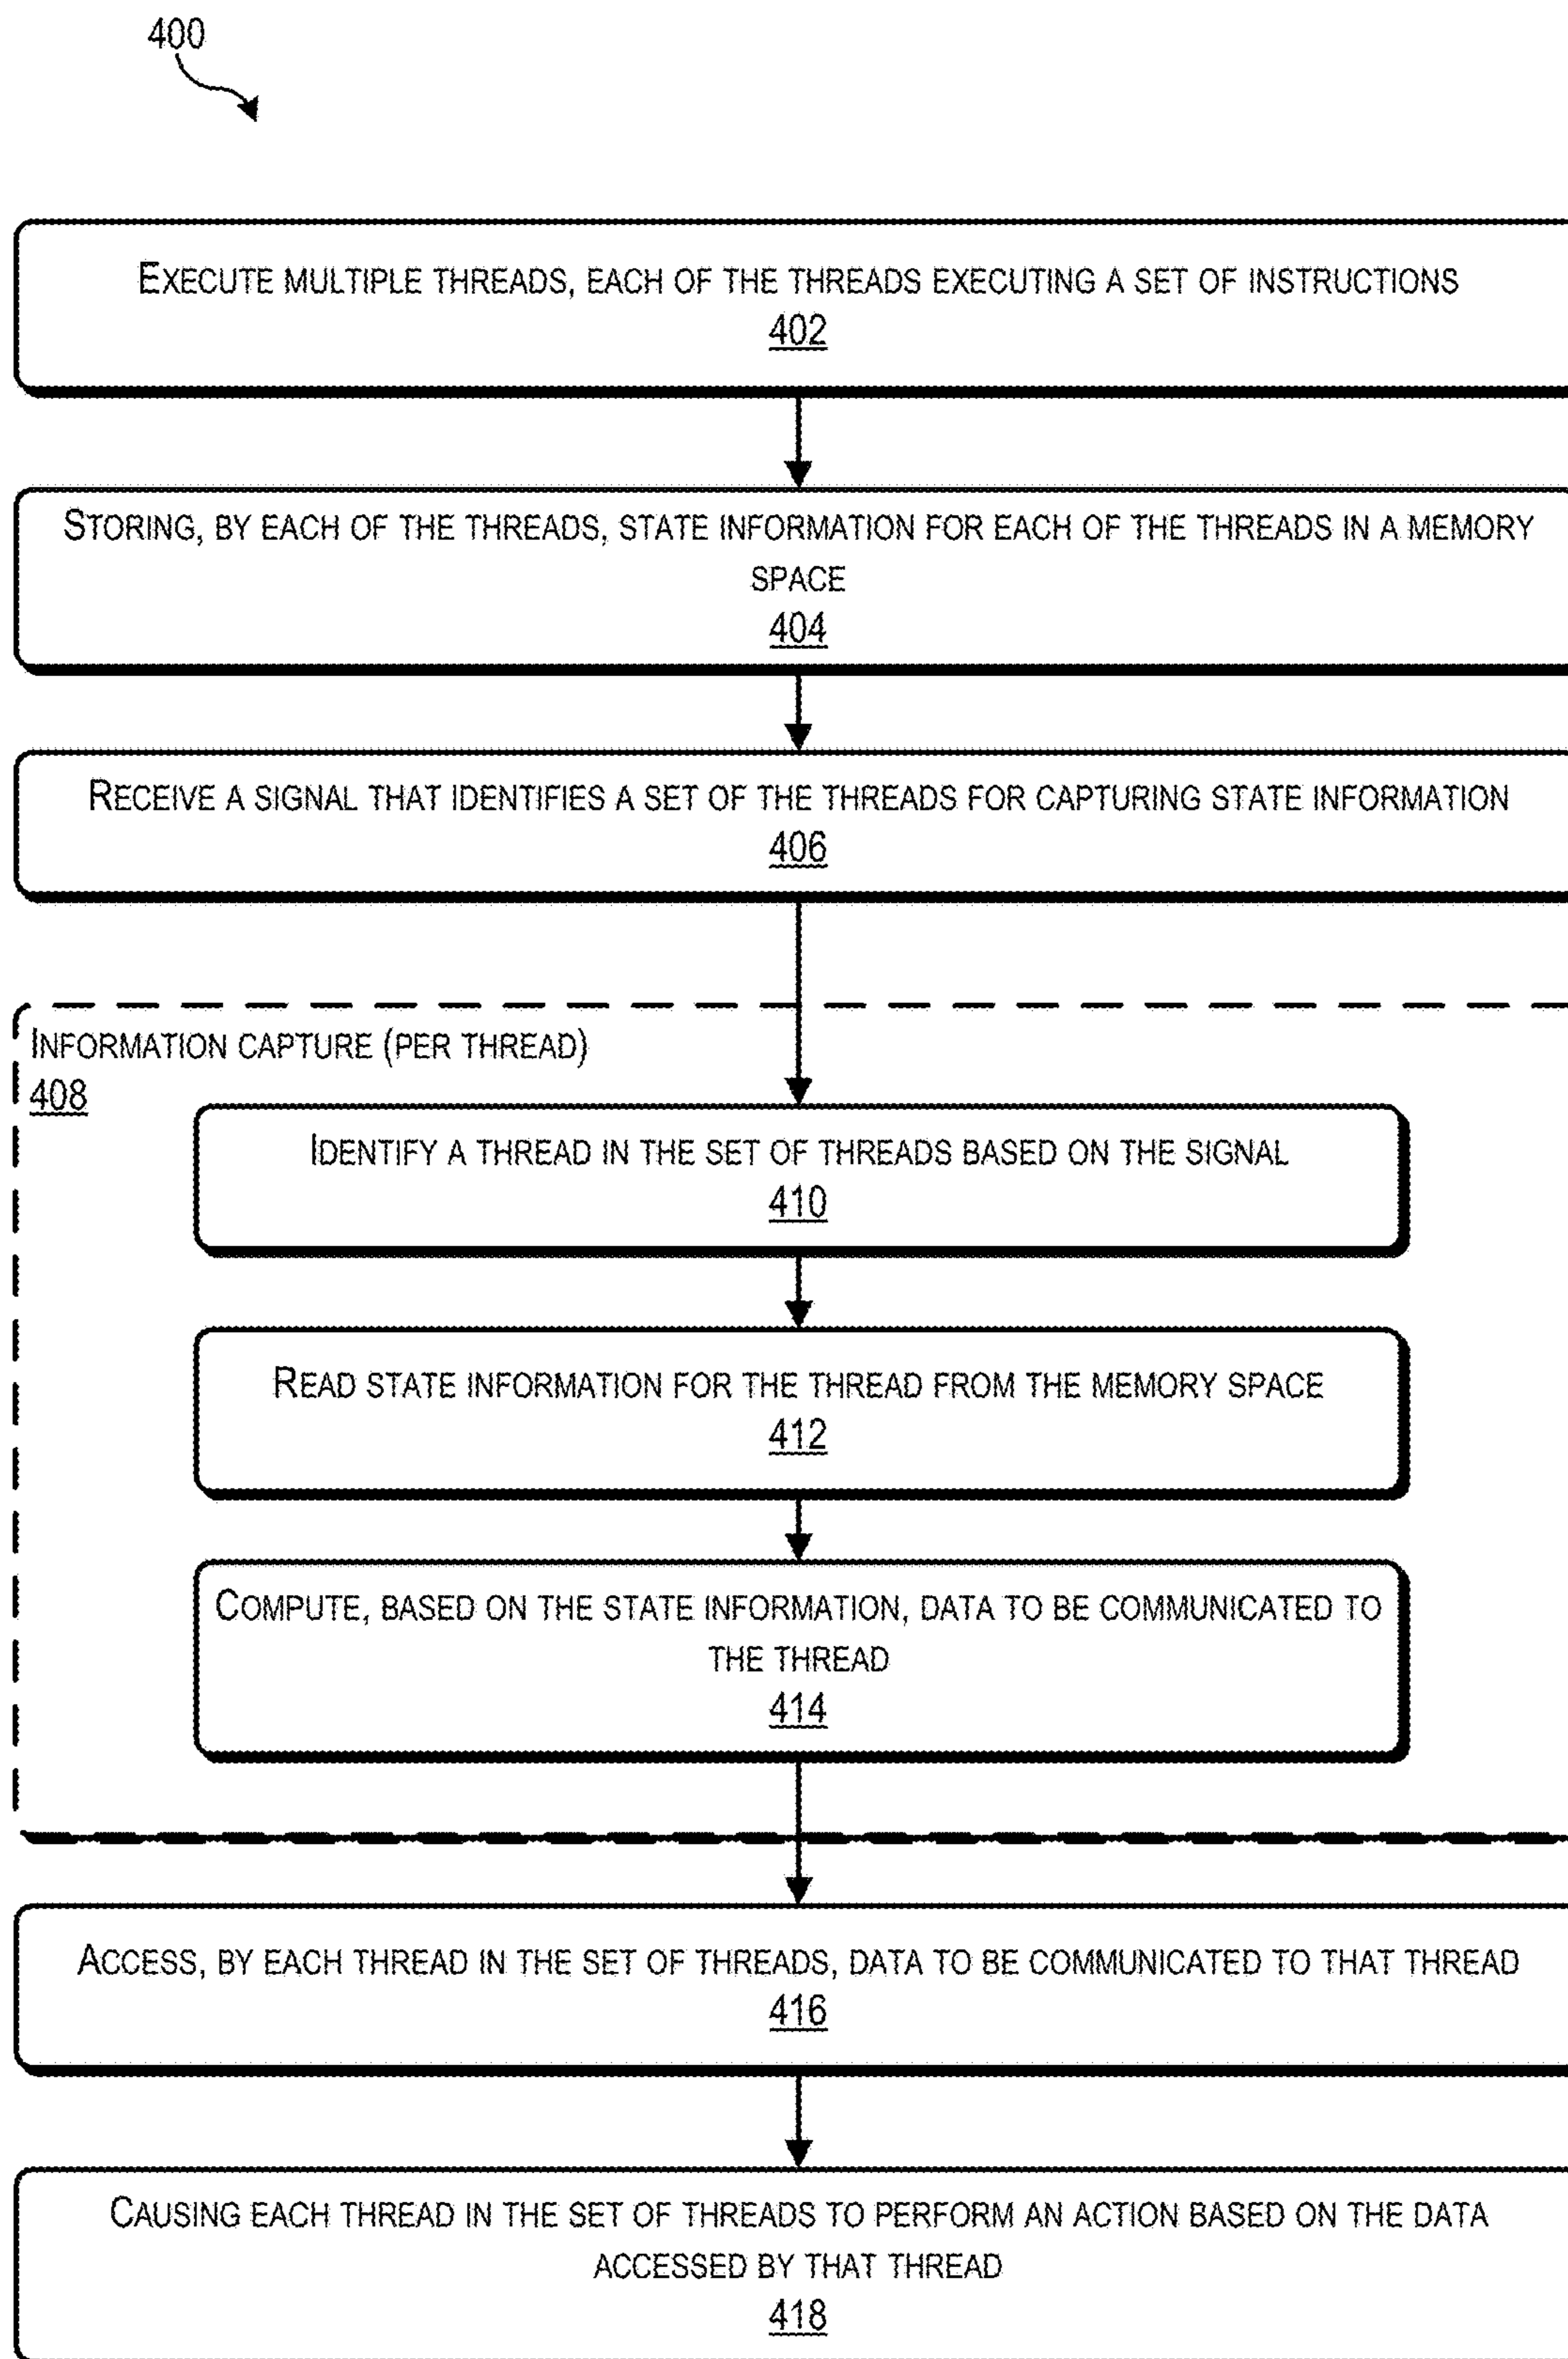 400
EXECUTE MULTIPLE THREADS, EACH OF THE THREADS EXECUTING A SET OF INSTRUCTIONS
402
STORING, BY EACH OF THE THREADS, STATE INFORMATION FOR EACH OF THE THREADS IN A MEMORY
SPACE
404
RECEIVE A SIGNAL THAT IDENTIFIES A SET OF THE THREADS FOR CAPTURING STATE INFORMATION
406
INFORMATION CAPTURE (PER THREAD)
408
IDENTIFY A THREAD IN THE SET OF THREADS BASED ON THE SIGNAL
410
READ STATE INFORMATION FOR THE THREAD FROM THE MEMORY SPACE
412
COMPUTE, BASED ON THE STATE INFORMATION, DATA TO BE COMMUNICATED TO
THE THREAD
414
ACCESS, BY EACH THREAD IN THE SET OF THREADS, DATA TO BE COMMUNICATED TO THAT THREAD
416
CAUSING EACH THREAD IN THE SET OF THREADS TO PERFORM AN ACTION BASED ON THE DATA
ACCESSED BY THAT THREAD
418